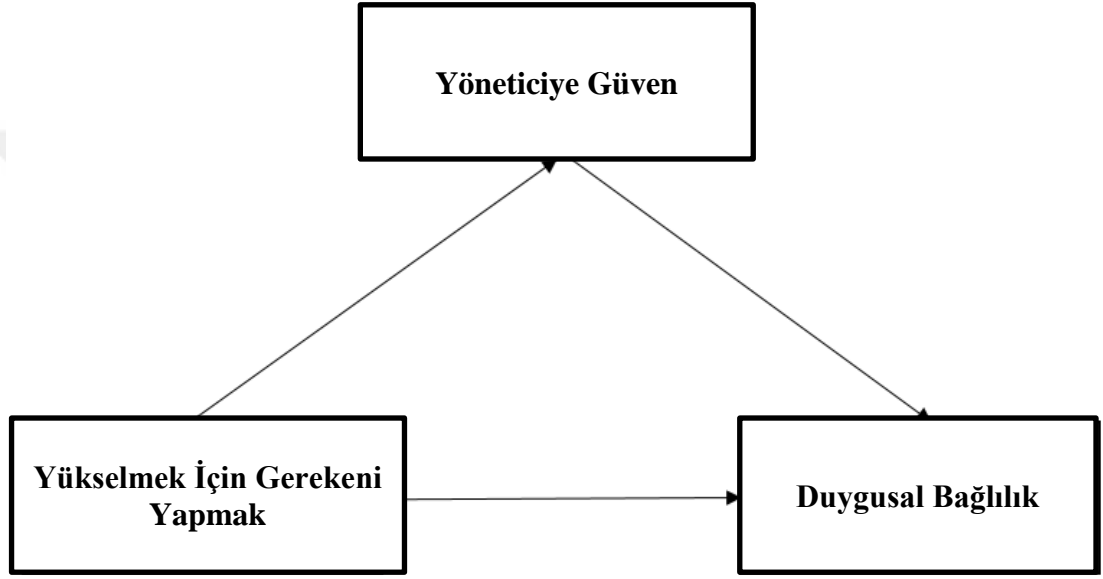 Yöneticiye Güven
Yükselmek İçin Gerekeni
Yapmak
Duygusal Bağlılık